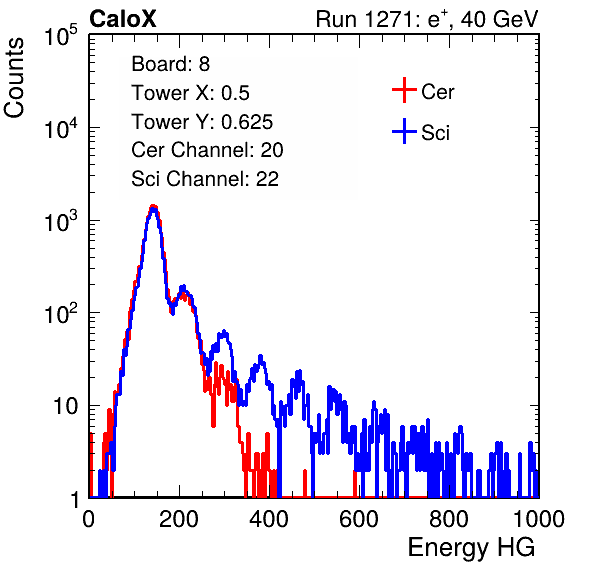 CaloX Run 1271: e⁺, 40 GeV
Board: 8
Tower X: 0.5
Tower Y: 0.625
Cer Channel: 20
Sci Channel: 22
Cer
Sci
Counts
10⁵
10⁴
10³
10²
10
1
0 200 400 600 800 1000
Energy HG